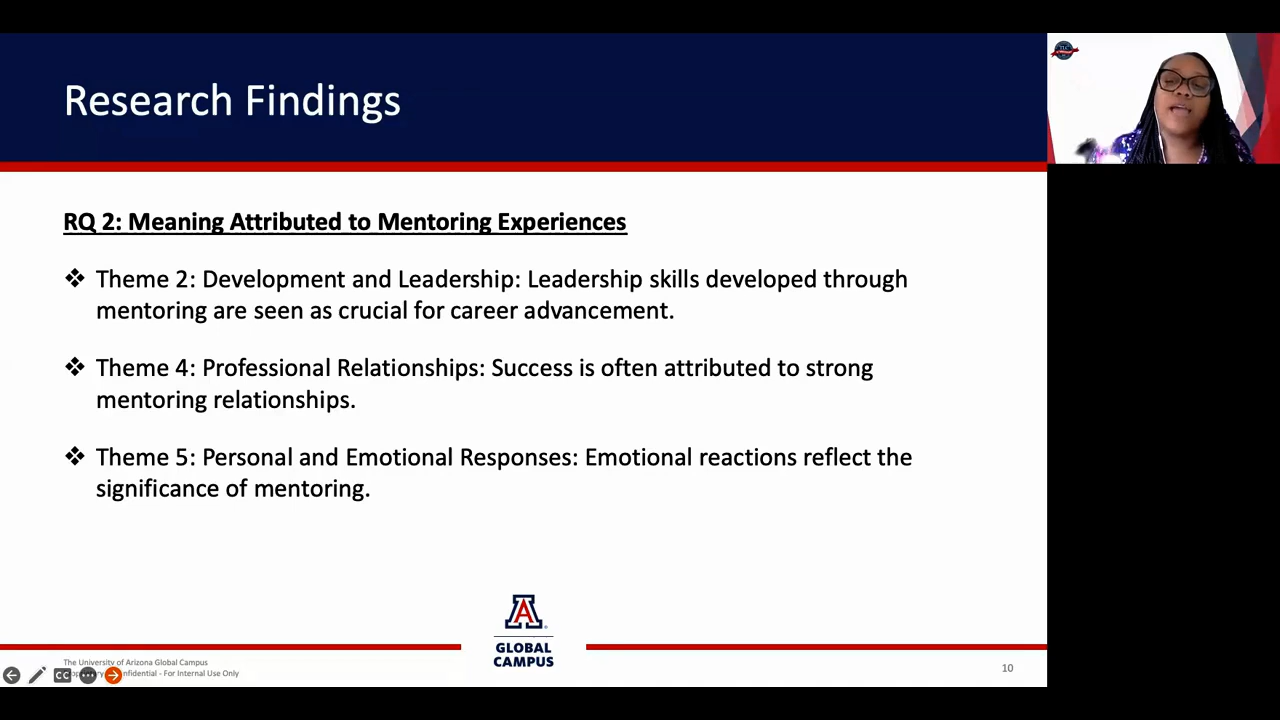 Research Findings
RQ 2: Meaning Attributed to Mentoring Experiences
❖ Theme 2: Development and Leadership: Leadership skills developed through
mentoring are seen as crucial for career advancement.
❖ Theme 4: Professional Relationships: Success is often attributed to strong
mentoring relationships.
❖ Theme 5: Personal and Emotional Responses: Emotional reactions reflect the
significance of mentoring.
A
GLOBAL
CAMPUS
The University of Arizona Global Campus
- For Internal Use Only
CC
10